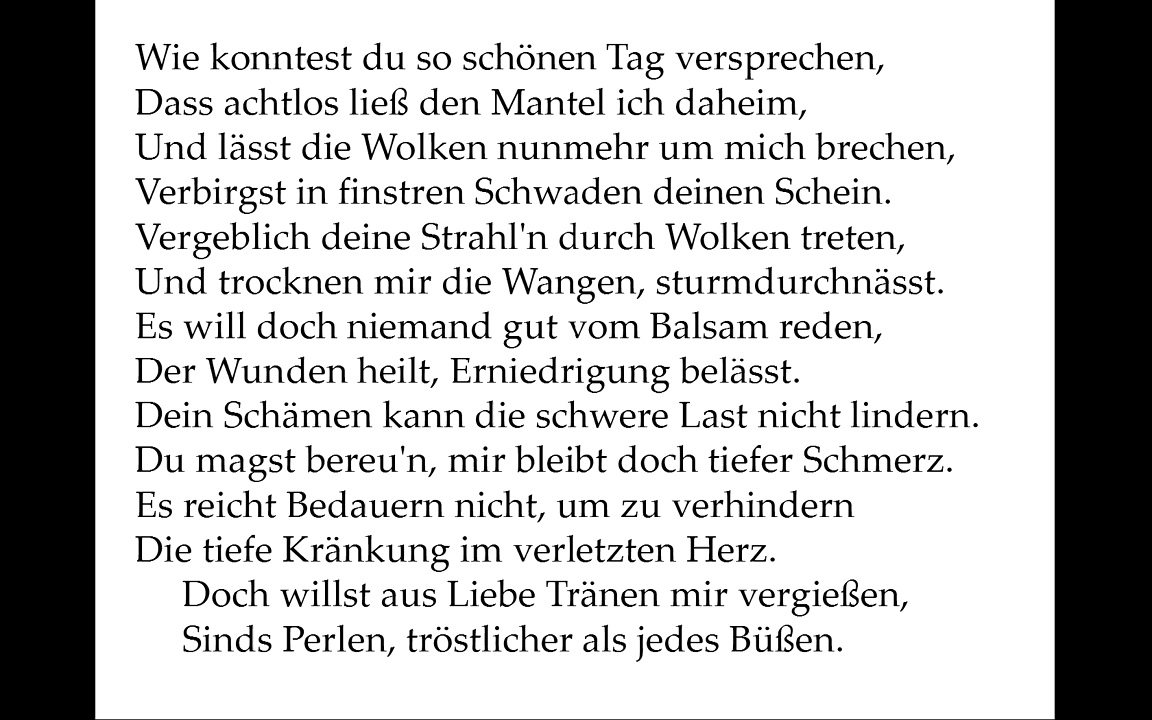 Wie konntest du so schönen Tag versprechen,
Dass achtlos ließ den Mantel ich daheim,
Und lässt die Wolken nunmehr um mich brechen,
Verbirgst in finstren Schwaden deinen Schein.
Vergeblich deine Strahl'n durch Wolken treten,
Und trocknen mir die Wangen, sturmdurchnässt.
Es will doch niemand gut vom Balsam reden,
Der Wunden heilt, Erniedrigung belässt.
Dein Schämen kann die schwere Last nicht lindern.
Du magst bereu'n, mir bleibt doch tiefer Schmerz.
Es reicht Bedauern nicht, um zu verhindern
Die tiefe Kränkung im verletzten Herz.
Doch willst aus Liebe Tränen mir vergießen,
Sinds Perlen, tröstlicher als jedes Büßen.